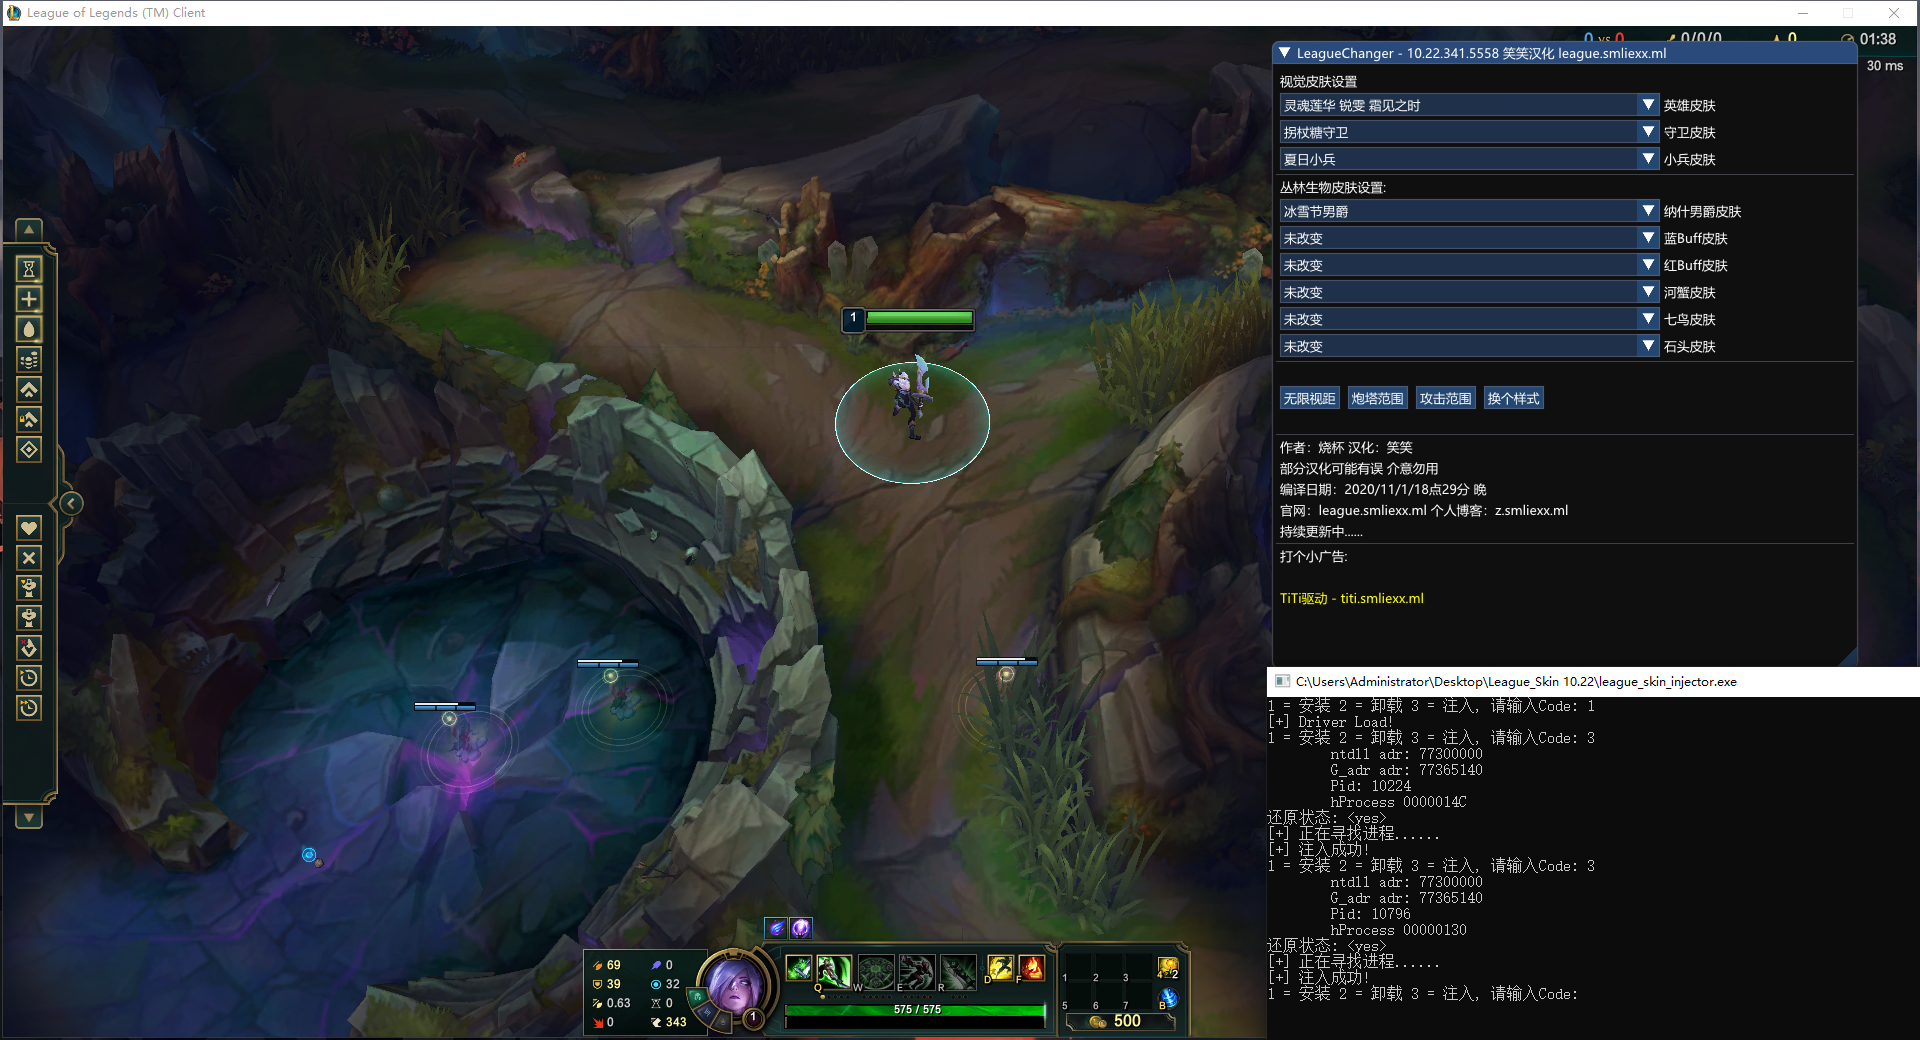 League of Legends (TM) Client
0 vs 0 0/0/0 0 01:38
30 ms
LeagueChanger - 10.22.341.5558 笑笑汉化 league.smliexx.ml
视觉皮肤设置
灵魂莲华 锐雯 霜见之时 英雄皮肤
拐杖糖守卫 守卫皮肤
夏日小兵 小兵皮肤
丛林生物皮肤设置:
冰雪节男爵 纳什男爵皮肤
未改变 蓝Buff皮肤
未改变 红Buff皮肤
未改变 河蟹皮肤
未改变 七鸟皮肤
未改变 石头皮肤
无限视距 炮塔范围 攻击范围 换个样式
作者：烧杯 汉化：笑笑
部分汉化可能有误 介意勿用
编译日期：2020/11/1/18点29分 晚
官网：league.smliexx.ml 个人博客：z.smliexx.ml
持续更新中......
打个小广告:
TiTi驱动 - titi.smliexx.ml
C:\Users\Administrator\Desktop\League_Skin 10.22\league_skin_injector.exe
1 = 安装 2 = 卸载 3 = 注入, 请输入Code: 1
[+] Driver Load!
1 = 安装 2 = 卸载 3 = 注入, 请输入Code: 3
ntdll adr: 77300000
G_adr adr: 77365140
Pid: 10224
hProcess 0000014C
还原状态: <yes>
[+] 正在寻找进程......
[+] 注入成功!
1 = 安装 2 = 卸载 3 = 注入, 请输入Code: 3
ntdll adr: 77300000
G_adr adr: 77365140
Pid: 10796
hProcess 00000130
还原状态: <yes>
[+] 正在寻找进程......
[+] 注入成功!
1 = 安装 2 = 卸载 3 = 注入, 请输入Code:
1
69 0
39 32
0.63 0
0 343
1
Q W E R D F
575 / 575
1 2 3 4 2
5 6 7 B
500